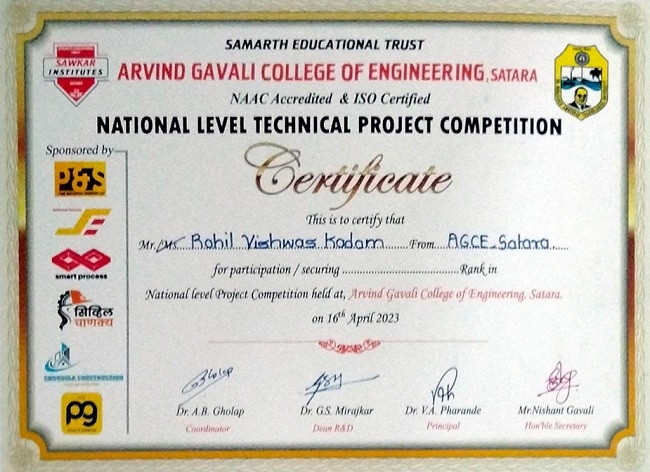 SAMARTH EDUCATIONAL TRUST
SAWKAR
INSTITUTES
ARVIND GAVALI COLLEGE OF ENGINEERING, SATARA
NAAC Accredited & ISO Certified
NATIONAL LEVEL TECHNICAL PROJECT COMPETITION
Sponsored by
Certificate
This is to certify that
Mr./Ms. Rohil Vishwas Kadam From AGCE Satara
for participation / securing ........................................ Rank in
National level Project Competition held at, Arvind Gavali College of Engineering, Satara.
on 16th April 2023
P&S
smart process
सिव्हिल
चाणक्य
pg
Dr. A.B. Gholap
Coordinator
Dr. G.S. Mirajkar
Dean R&D
Dr. V.A. Pharande
Principal
Mr.Nishant Gavali
Hon'ble Secretary